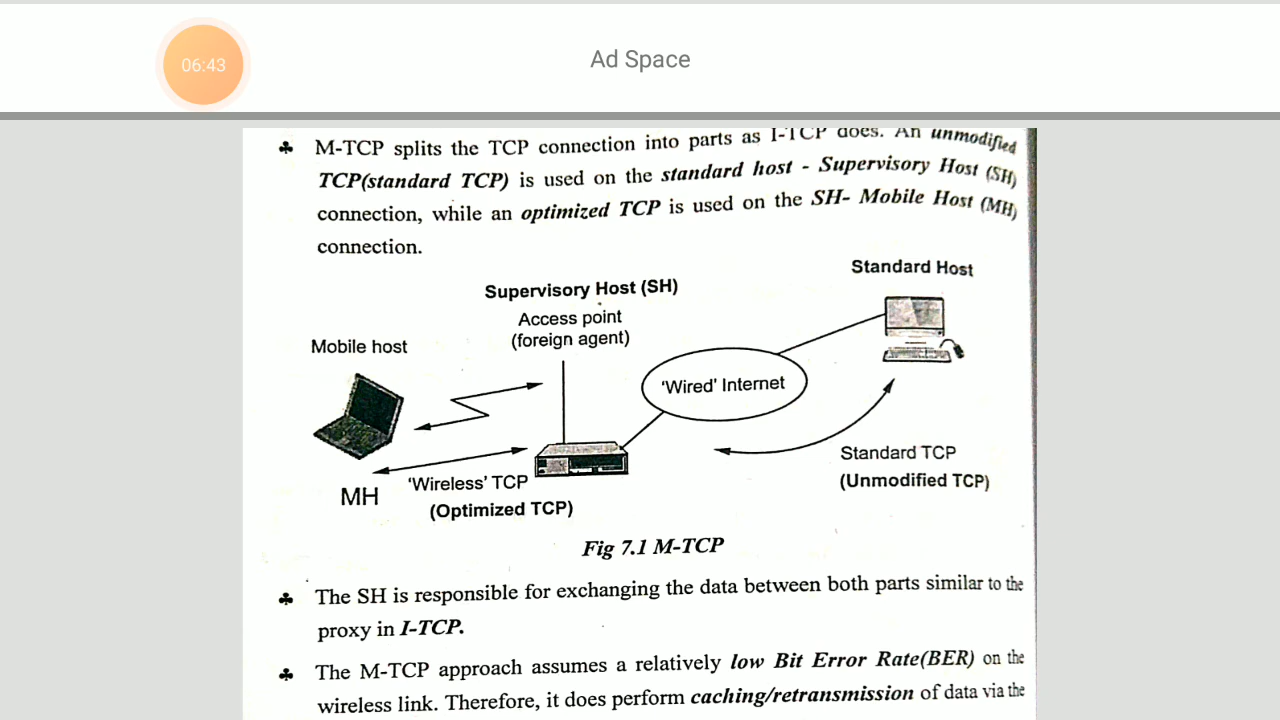 06:43
Ad Space
♣ M-TCP splits the TCP connection into parts as I-TCP does. An unmodified
TCP(standard TCP) is used on the standard host - Supervisory Host (SH)
connection, while an optimized TCP is used on the SH- Mobile Host (MH)
connection.
Standard Host
Supervisory Host (SH)
Access point
(foreign agent)
Mobile host
'Wired' Internet
Standard TCP
(Unmodified TCP)
'Wireless' TCP
(Optimized TCP)
MH
Fig 7.1 M-TCP
♣ The SH is responsible for exchanging the data between both parts similar to the
proxy in I-TCP.
♣ The M-TCP approach assumes a relatively low Bit Error Rate(BER) on the
wireless link. Therefore, it does perform caching/retransmission of data via the